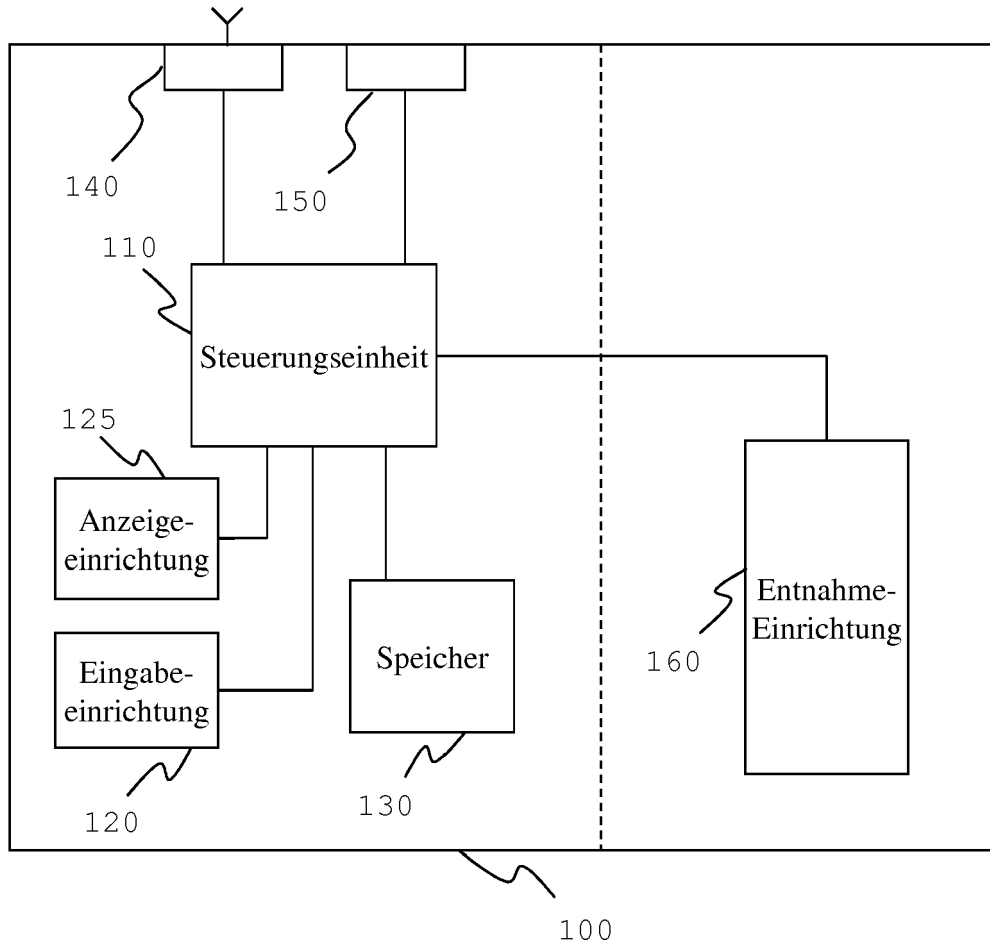 140
150
110
Steuerungseinheit
125
Anzeige-
einrichtung
Entnahme-
Einrichtung
160
Speicher
Eingabe-
einrichtung
120
130
100